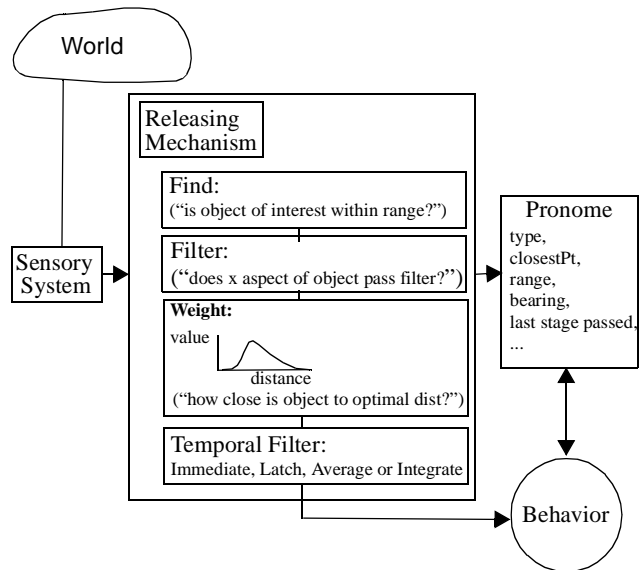 World
Releasing
Mechanism
Find:
(“is object of interest within range?”)
Filter:
(“does x aspect of object pass filter?”)
Weight:
value
distance
(“how close is object to optimal dist?”)
Temporal Filter:
Immediate, Latch, Average or Integrate
Sensory
System
Pronome
type,
closestPt,
range,
bearing,
last stage passed,
...
Behavior